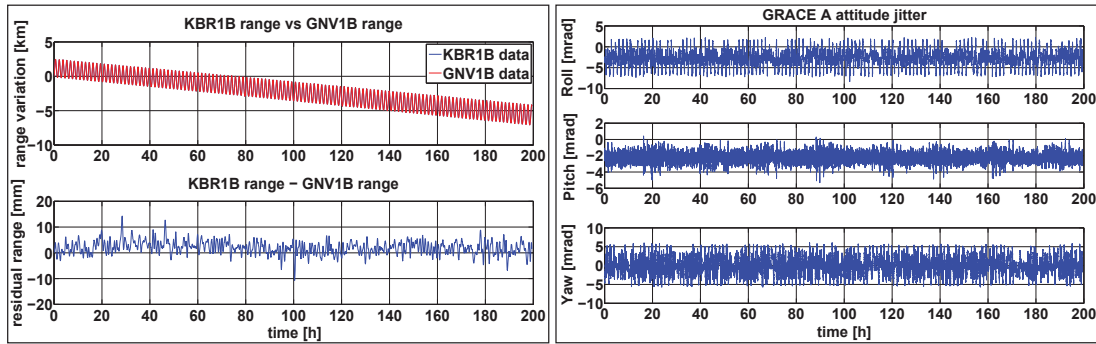 KBR1B range vs GNV1B range
range variation [km]
5
0
−5
−10
KBR1B data
GNV1B data
0 20 40 60 80 100 120 140 160 180 200
KBR1B range − GNV1B range
residual range [mm]
20
10
0
−10
−20
0 20 40 60 80 100 120 140 160 180 200
time [h]
GRACE A attitude jitter
Roll [mrad]
5
0
−5
−10
0 20 40 60 80 100 120 140 160 180 200
Pitch [mrad]
2
0
−2
−4
−6
0 20 40 60 80 100 120 140 160 180 200
Yaw [mrad]
10
5
0
−5
−10
0 20 40 60 80 100 120 140 160 180 200
time [h]